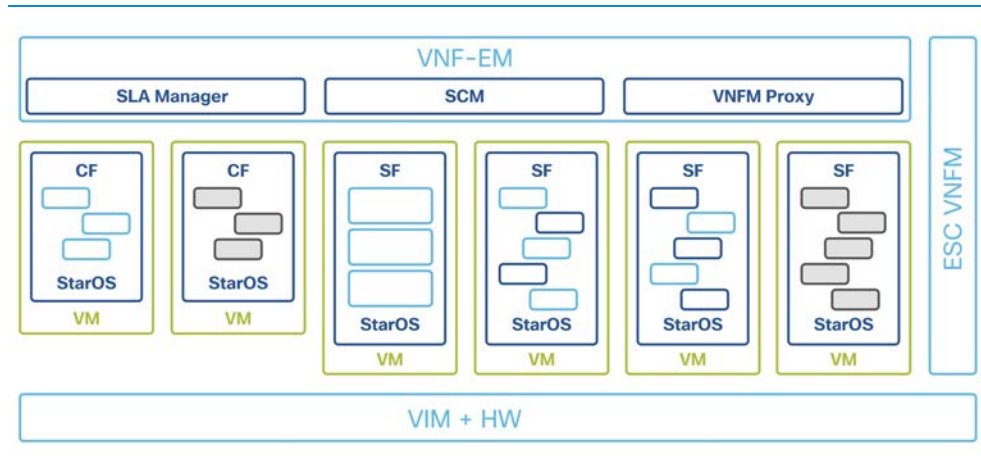 VNF-EM
SLA Manager
SCM
VNFM Proxy
CF
StarOS
VM
CF
StarOS
VM
SF
StarOS
VM
SF
StarOS
VM
SF
StarOS
VM
SF
StarOS
VM
ESC VNFM
VIM + HW